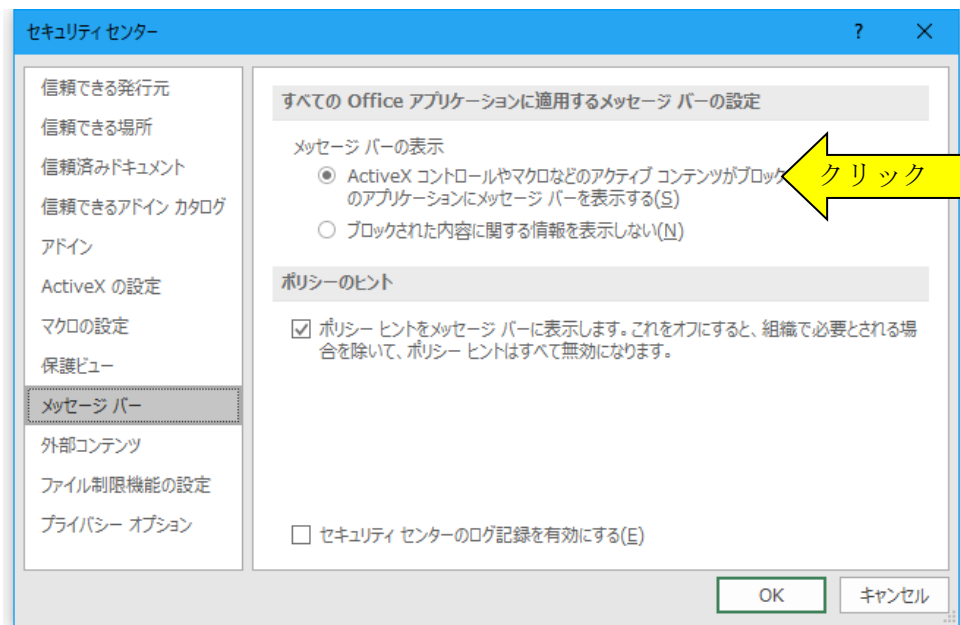 セキュリティ センター
?
信頼できる発行元
信頼できる場所
信頼済みドキュメント
信頼できるアドイン カタログ
アドイン
ActiveX の設定
マクロの設定
保護ビュー
メッセージ バー
外部コンテンツ
ファイル制限機能の設定
プライバシー オプション
すべての Office アプリケーションに適用するメッセージ バーの設定
メッセージ バーの表示
ActiveX コントロールやマクロなどのアクティブ コンテンツがブロック
のアプリケーションにメッセージ バーを表示する(S)
クリック
ブロックされた内容に関する情報を表示しない(N)
ポリシーのヒント
ポリシー ヒントをメッセージ バーに表示します。これをオフにすると、組織で必要とされる場
合を除いて、ポリシー ヒントはすべて無効になります。
セキュリティ センターのログ記録を有効にする(E)
OK
キャンセル